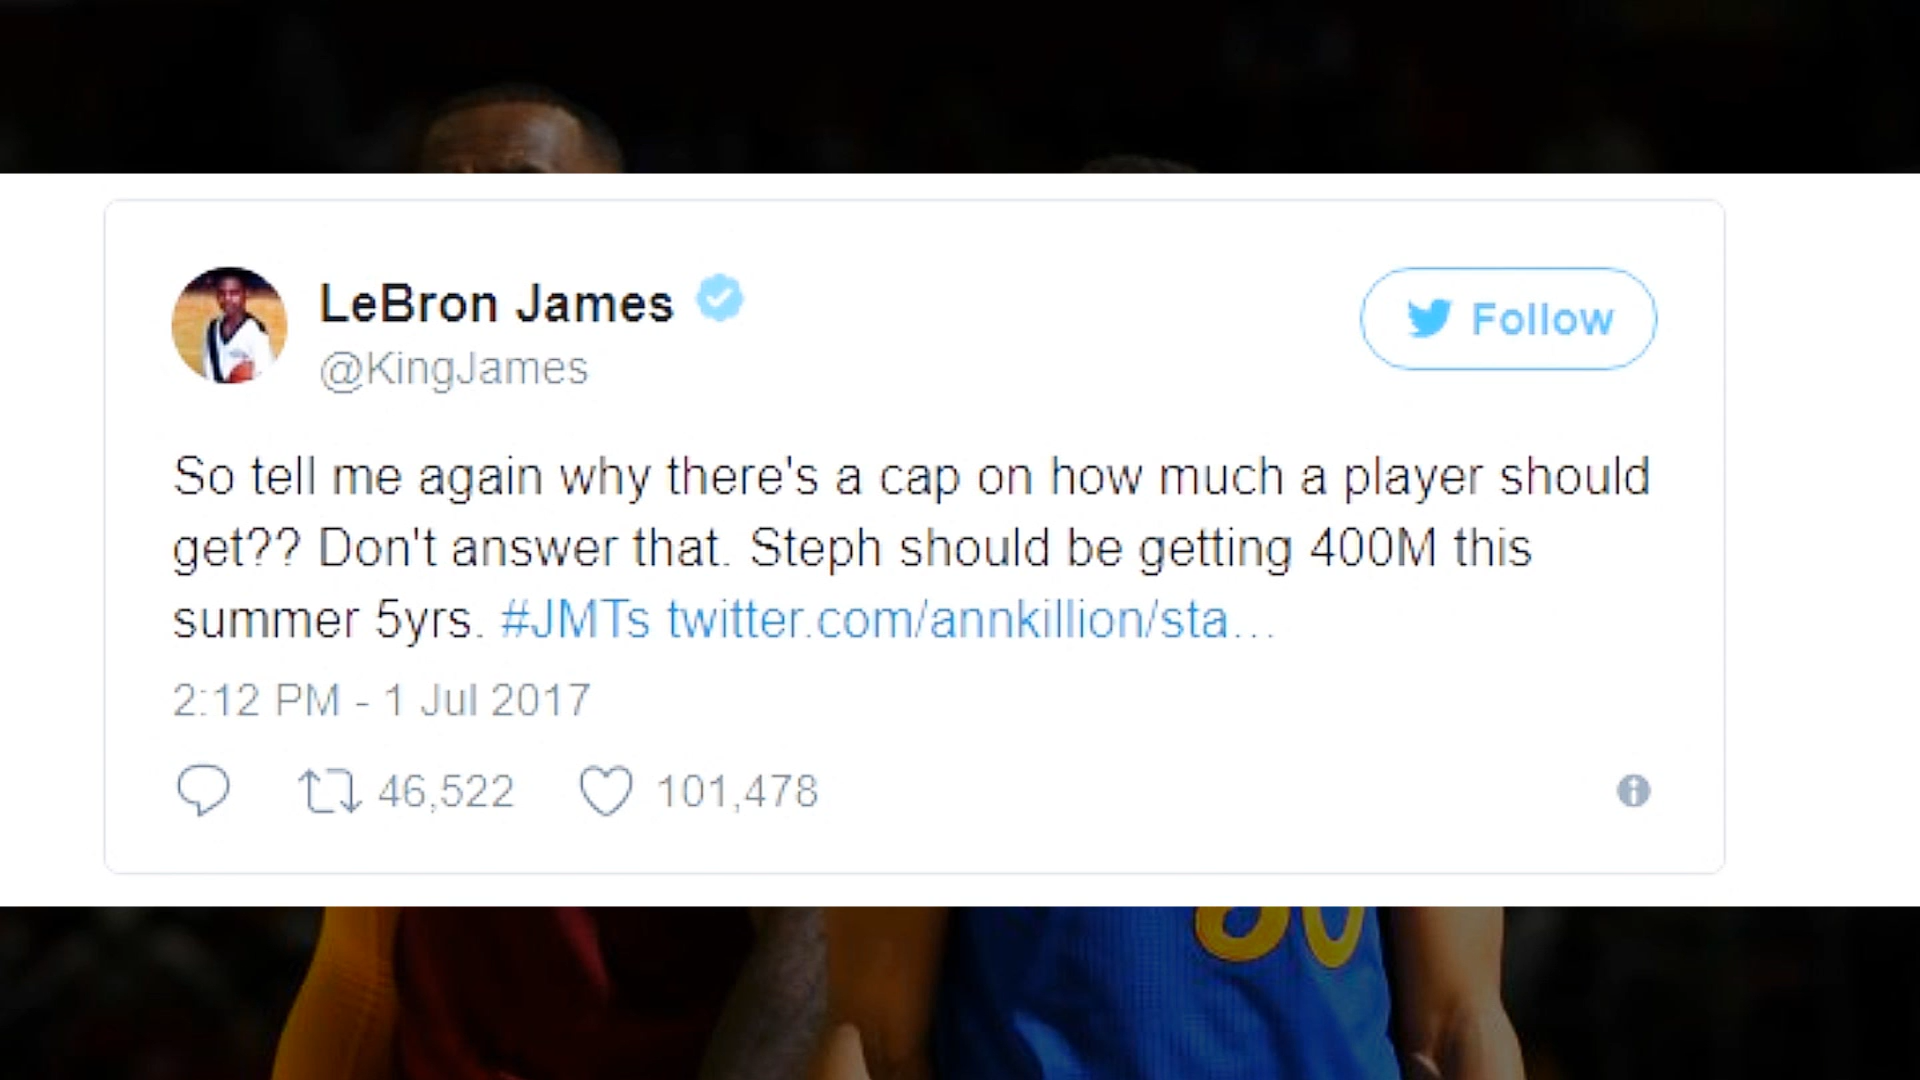 LeBron James
@KingJames
Follow
So tell me again why there's a cap on how much a player should
get?? Don't answer that. Steph should be getting 400M this
summer 5yrs. #JMTs twitter.com/annkillion/sta…
2:12 PM - 1 Jul 2017
46,522 101,478
30